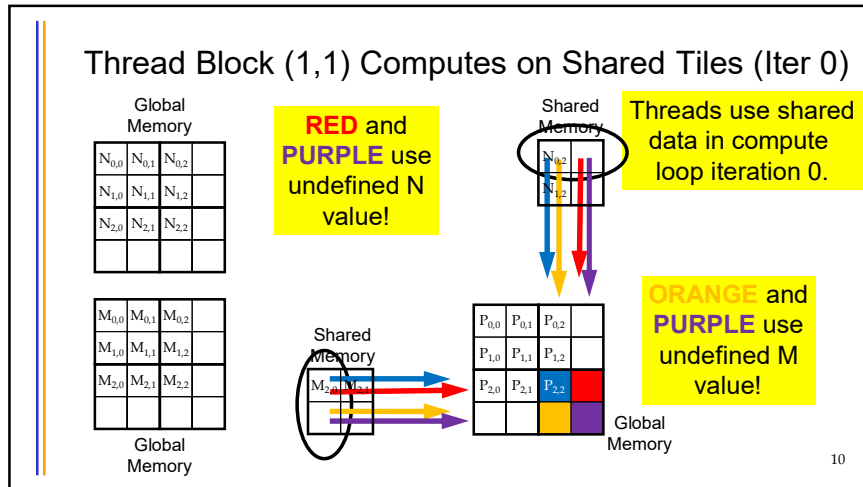 Thread Block (1,1) Computes on Shared Tiles (Iter 0)
Global
Memory
N0,0 N0,1 N0,2
N1,0 N1,1 N1,2
N2,0 N2,1 N2,2
RED and
PURPLE use
undefined N
value!
Shared
Memory
N0,2
N1,2
Threads use shared
data in compute
loop iteration 0.
M0,0 M0,1 M0,2
M1,0 M1,1 M1,2
M2,0 M2,1 M2,2
Global
Memory
Shared
Memory
M2,0 M2,1
P0,0 P0,1 P0,2
P1,0 P1,1 P1,2
P2,0 P2,1 P2,2
Global
Memory
ORANGE and
PURPLE use
undefined M
value!
10